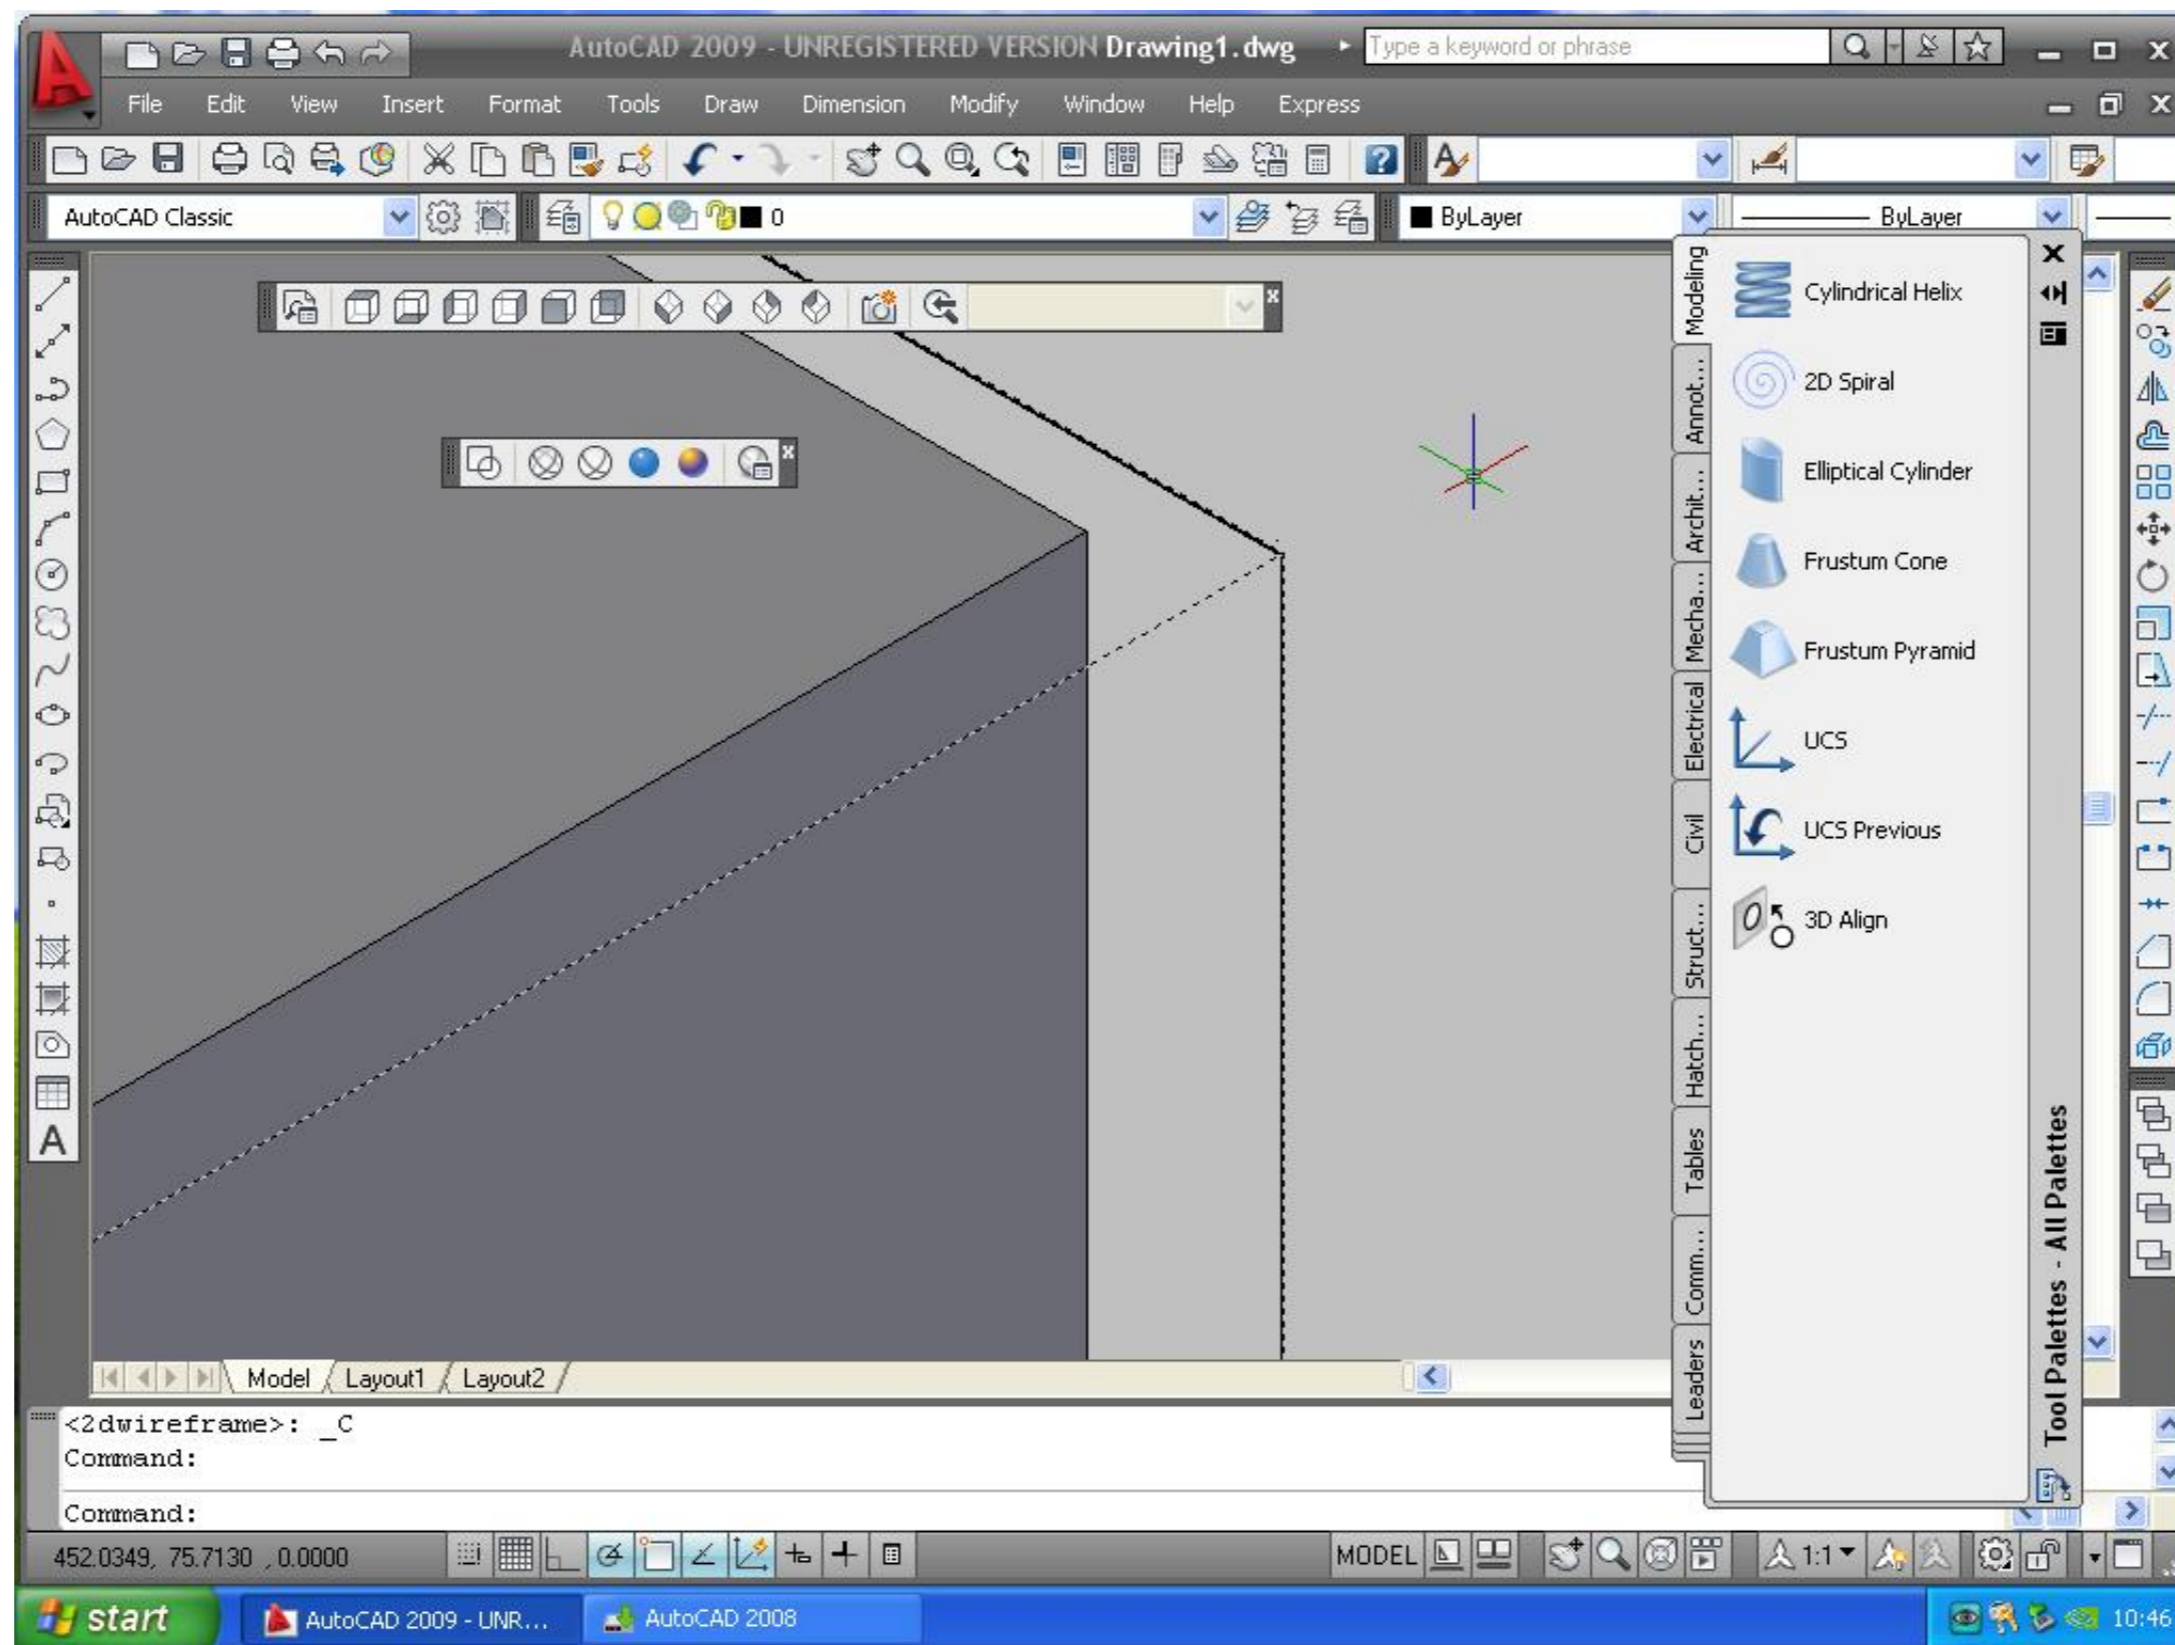 AutoCAD 2009 - UNREGISTERED VERSION Drawing1.dwg
Type a keyword or phrase
File Edit View Insert Format Tools Draw Dimension Modify Window Help Express
AutoCAD Classic
0
ByLayer
ByLayer
Modeling
Annot...
Archit...
Mecha...
Electrical
Civil
Struct...
Hatch...
Tables
Comm...
Leaders
Cylindrical Helix
2D Spiral
Elliptical Cylinder
Frustum Cone
Frustum Pyramid
UCS
UCS Previous
3D Align
Tool Palettes - All Palettes
A
Model Layout1 Layout2
<2dwireframe>: _C
Command:
Command:
452.0349, 75.7130 , 0.0000
MODEL
1:1
start
AutoCAD 2009 - UNR...
AutoCAD 2008
10:46